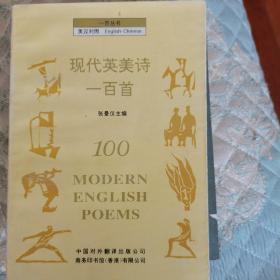 一百丛书
英汉对照 English-Chinese
现代英美诗
一百首
张曼仪主编
100
MODERN
ENGLISH
POEMS
中国对外翻译出版公司
商务印书馆(香港)有限公司